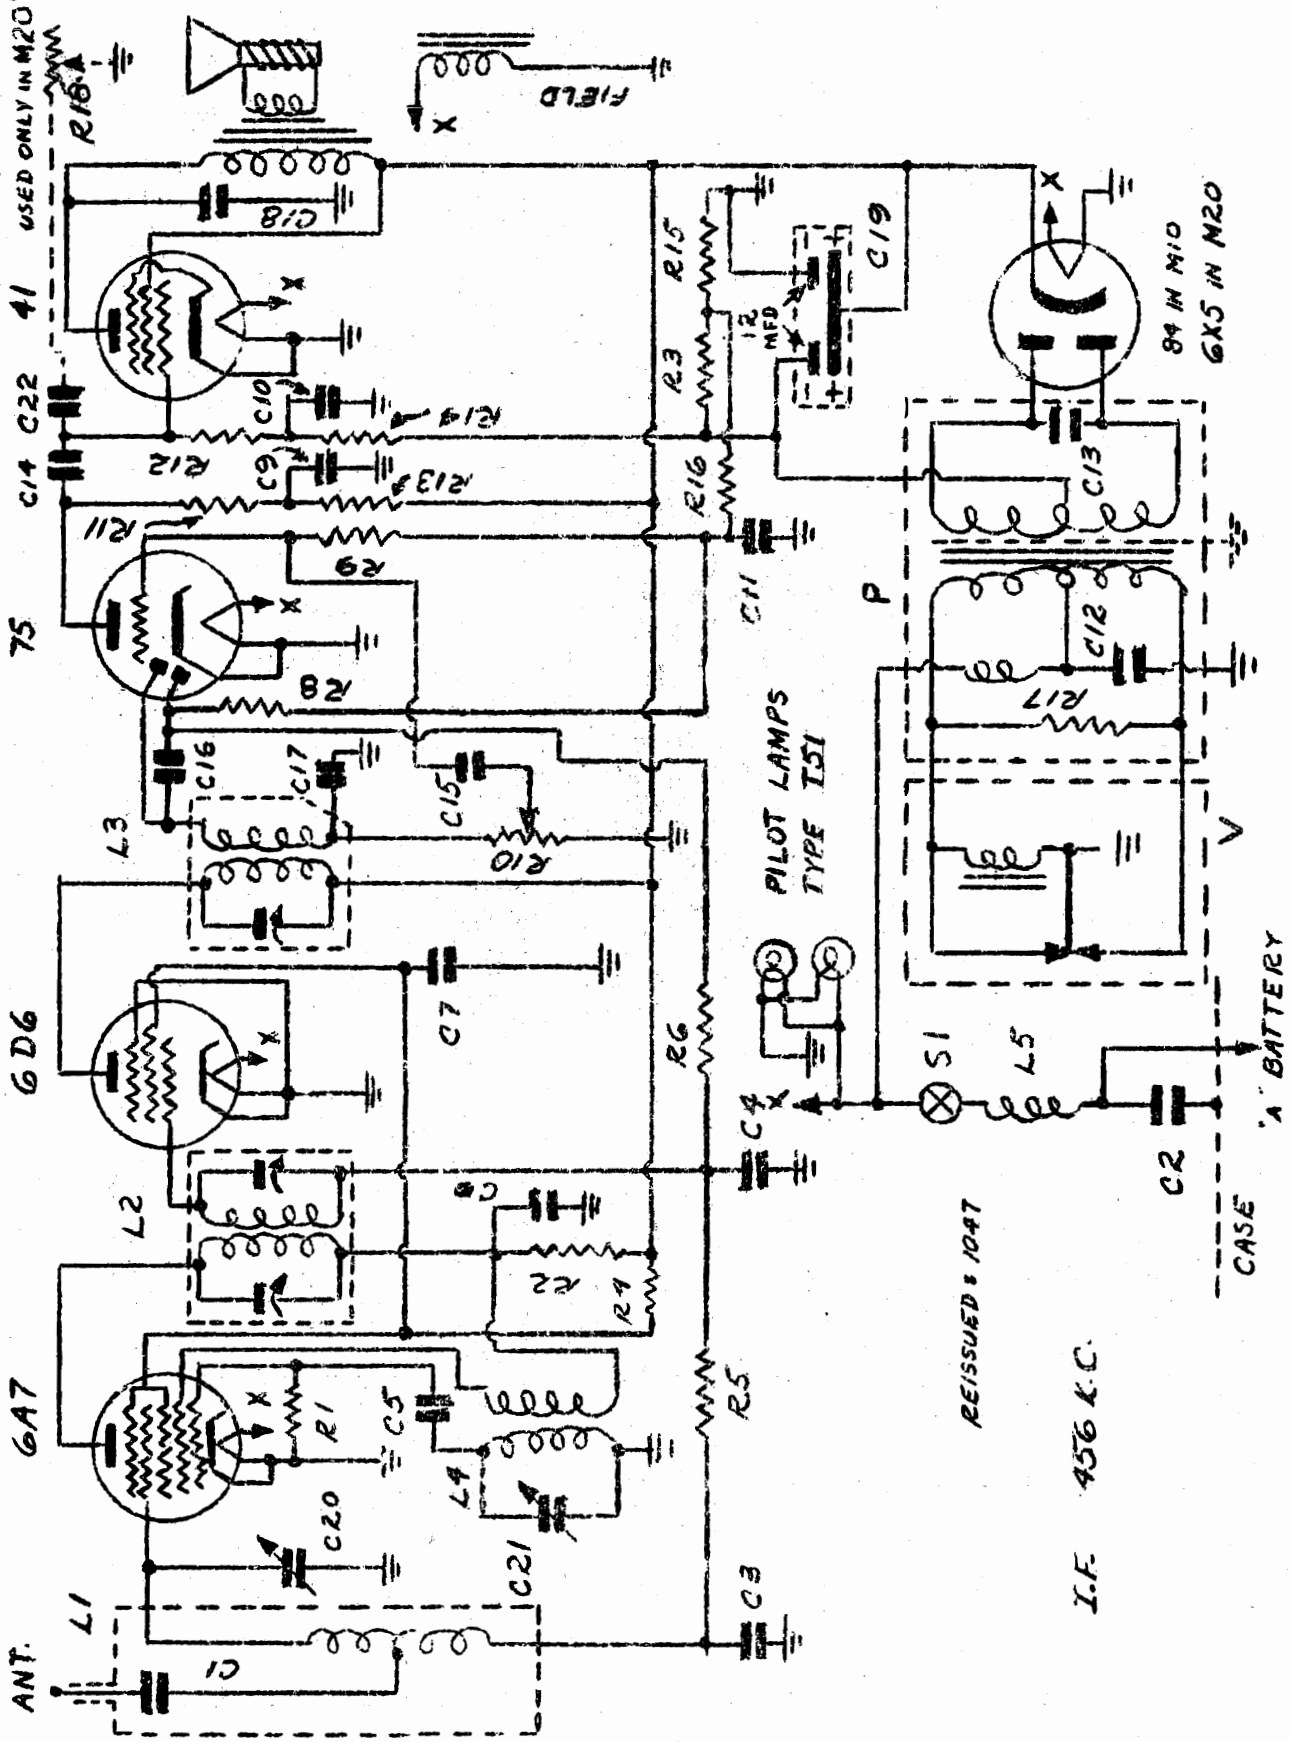 ANT.
L1
6A7
L2
6D6
L3
75
C14
C22
41
USED ONLY IN M20
R18
C1
C20
X
R1
C5
L4
C21
R2
R4
X
C7
C16
C17
C15
R10
R8
X
R9
R11
R12
C9
R13
C10
R14
X
C18
X
FIELD
C3
R5
C4
R6
C11
R16
R3
R15
12
MFD
C19
X
PILOT LAMPS
TYPE T51
S1
L5
C2
CASE
"A" BATTERY
V
P
R17
C12
C13
X
84 IN M10
6X5 IN M20
REISSUED: 1047
I.F. 456 K.C.